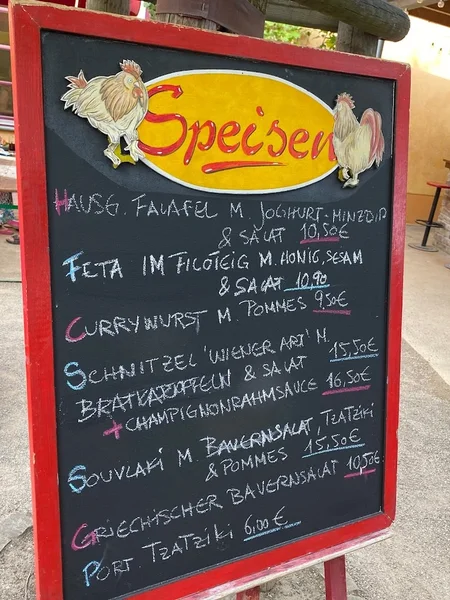 Speisen
HAUSG. FALAFEL M. JOGHURT-MINZDIP
& SALAT 10,50€
FETA IM FILOTEIG M. HONIG, SESAM
& SALAT 10,90
CURRYWURST M. POMMES 9,50€
SCHNITZEL 'WIENER ART' M. 15,50€
BRATKARTOFFELN & SALAT
+ CHAMPIGNONRAHMSAUCE 16,50€
SOUVLAKI M. BAUERNSALAT, TZATZIKI
& POMMES 15,50€
GRIECHISCHER BAUERNSALAT 10,50€
PORT. TZATZIKI 6,00€